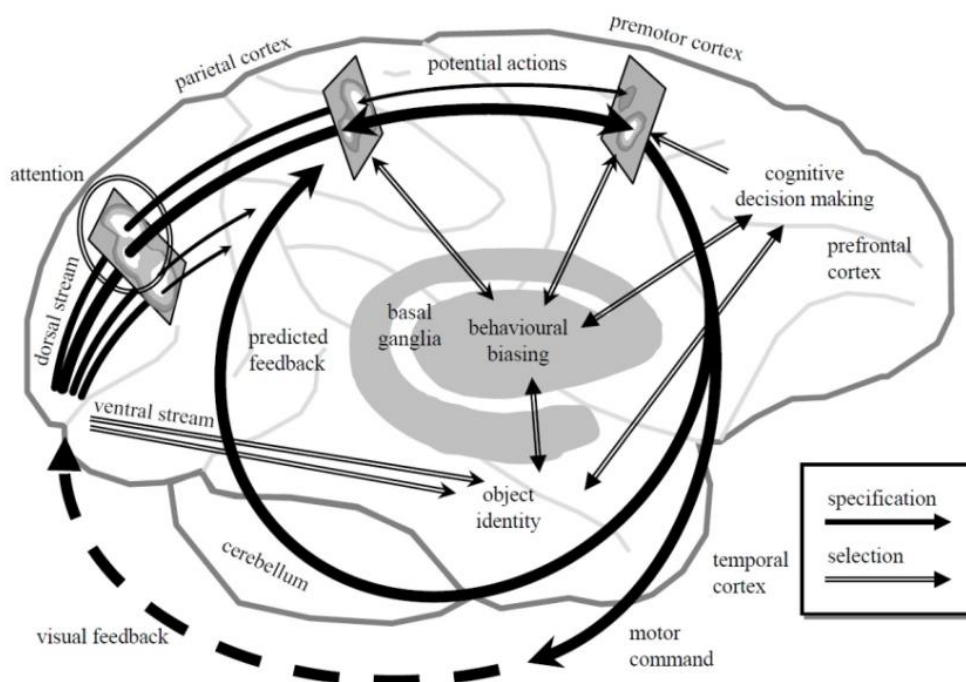 parietal cortex
premotor cortex
potential actions
attention
cognitive
decision making
prefrontal
cortex
dorsal stream
predicted
feedback
basal
ganglia
behavioural
biasing
ventral stream
object
identity
specification
selection
cerebellum
temporal
cortex
visual feedback
motor
command